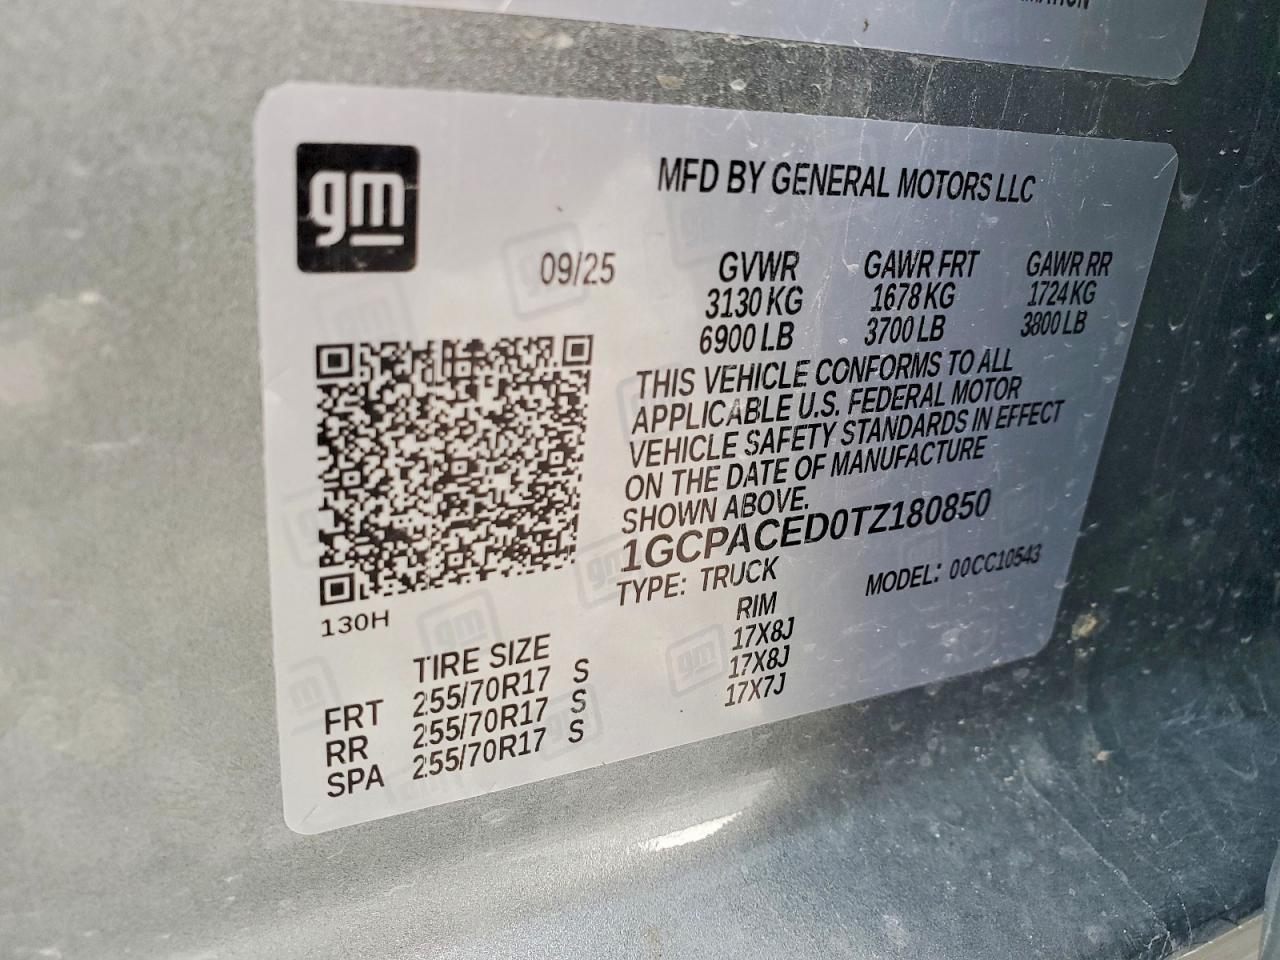 gm
MFD BY GENERAL MOTORS LLC
09/25 GVWR GAWR FRT GAWR RR
3130 KG 1678 KG 1724 KG
6900 LB 3700 LB 3800 LB
THIS VEHICLE CONFORMS TO ALL
APPLICABLE U.S. FEDERAL MOTOR
VEHICLE SAFETY STANDARDS IN EFFECT
ON THE DATE OF MANUFACTURE
SHOWN ABOVE.
1GCPACED0TZ180850
TYPE: TRUCK MODEL: 00CC10543
130H
TIRE SIZE RIM
FRT 255/70R17 S 17X8J
RR 255/70R17 S 17X8J
SPA 255/70R17 S 17X7J